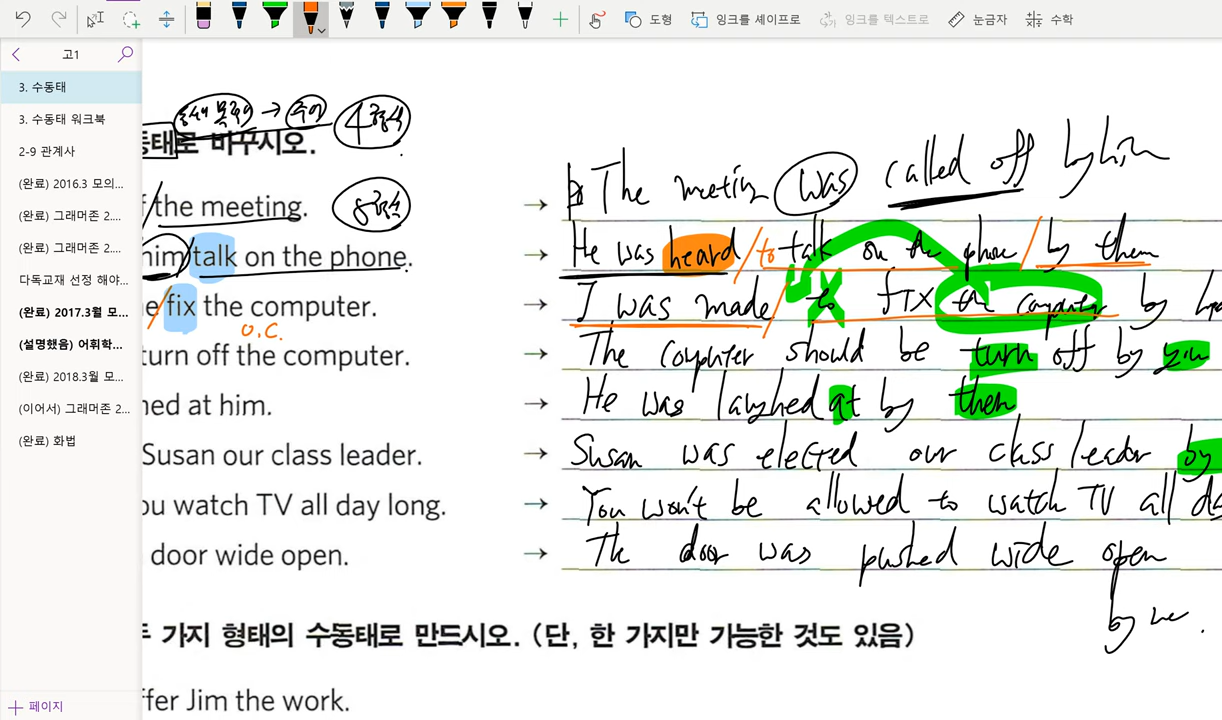 도형
잉크를 셰이프로
잉크를 텍스트로
눈금자
수학
고1
3. 수동태
3. 수동태 워크북
2-9 관계사
(완료) 2016.3 모의...
(완료) 그래머존 2....
(완료) 그래머존 2....
다독교재 선정 해야...
(완료) 2017.3월 모...
(설명했음) 어휘학...
(완료) 2018.3월 모...
(이어서) 그래머존 2...
(완료) 화법
페이지
→ 주어 4형식
동태로 바꾸시오.
f the meeting. → The meeting was called off by him
him talk on the phone. → He was heard to talk on the phone by them
e fix the computer. → I was made to fix the computer by
O.C.
turn off the computer. → The computer should be turn off by you
hed at him. → He was laughed at by them
Susan our class leader. → Susan was elected our class leader by
ou watch TV all day long. → You won't be allowed to watch TV all da
door wide open. → The door was pushed wide open
by me.
두 가지 형태의 수동태로 만드시오. (단, 한 가지만 가능한 것도 있음)
ffer Jim the work.